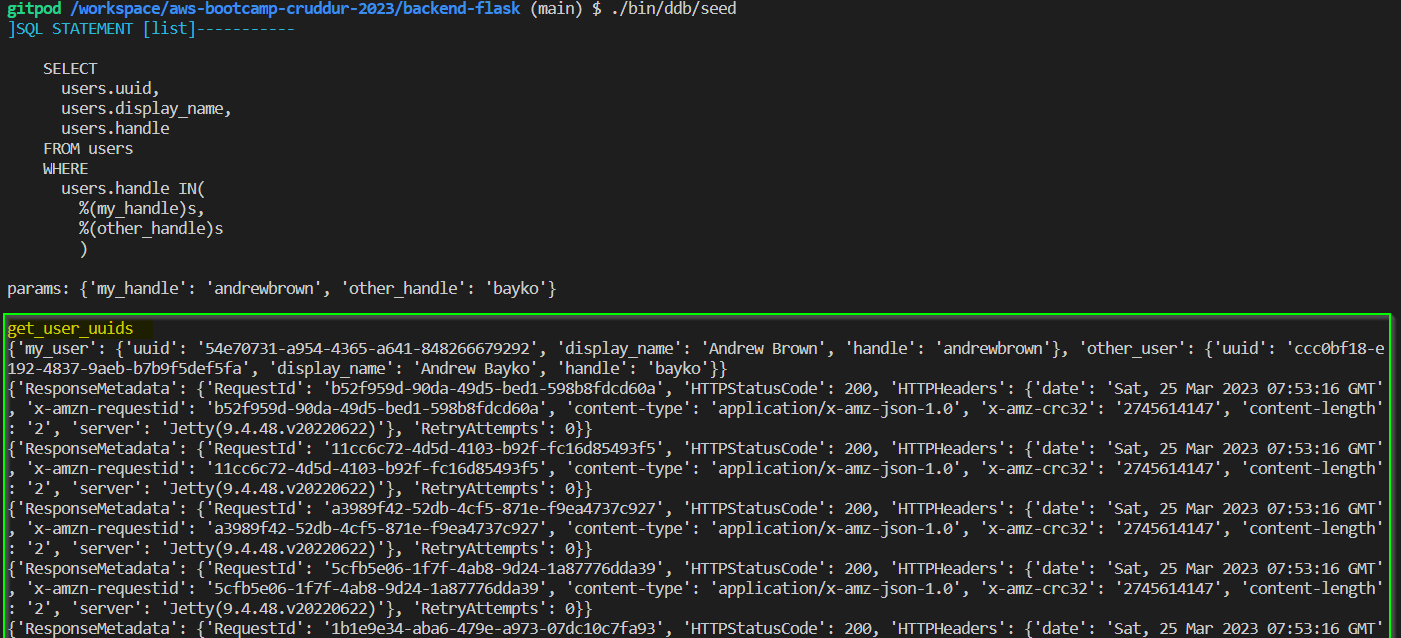 gitpod /workspace/aws-bootcamp-cruddur-2023/backend-flask (main) $ ./bin/ddb/seed
]SQL STATEMENT [list]-----------
SELECT
users.uuid,
users.display_name,
users.handle
FROM users
WHERE
users.handle IN(
%(my_handle)s,
%(other_handle)s
)
params: {'my_handle': 'andrewbrown', 'other_handle': 'bayko'}
get_user_uuids
{'my_user': {'uuid': '54e70731-a954-4365-a641-848266679292', 'display_name': 'Andrew Brown', 'handle': 'andrewbrown'}, 'other_user': {'uuid': 'ccc0bf18-e
192-4837-9aeb-b7b9f5def5fa', 'display_name': 'Andrew Bayko', 'handle': 'bayko'}}
{'ResponseMetadata': {'RequestId': 'b52f959d-90da-49d5-bed1-598b8fdcd60a', 'HTTPStatusCode': 200, 'HTTPHeaders': {'date': 'Sat, 25 Mar 2023 07:53:16 GMT'
, 'x-amzn-requestid': 'b52f959d-90da-49d5-bed1-598b8fdcd60a', 'content-type': 'application/x-amz-json-1.0', 'x-amz-crc32': '2745614147', 'content-length'
: '2', 'server': 'Jetty(9.4.48.v20220622)'}, 'RetryAttempts': 0}}
{'ResponseMetadata': {'RequestId': '11cc6c72-4d5d-4103-b92f-fc16d85493f5', 'HTTPStatusCode': 200, 'HTTPHeaders': {'date': 'Sat, 25 Mar 2023 07:53:16 GMT'
, 'x-amzn-requestid': '11cc6c72-4d5d-4103-b92f-fc16d85493f5', 'content-type': 'application/x-amz-json-1.0', 'x-amz-crc32': '2745614147', 'content-length'
: '2', 'server': 'Jetty(9.4.48.v20220622)'}, 'RetryAttempts': 0}}
{'ResponseMetadata': {'RequestId': 'a3989f42-52db-4cf5-871e-f9ea4737c927', 'HTTPStatusCode': 200, 'HTTPHeaders': {'date': 'Sat, 25 Mar 2023 07:53:16 GMT'
, 'x-amzn-requestid': 'a3989f42-52db-4cf5-871e-f9ea4737c927', 'content-type': 'application/x-amz-json-1.0', 'x-amz-crc32': '2745614147', 'content-length'
: '2', 'server': 'Jetty(9.4.48.v20220622)'}, 'RetryAttempts': 0}}
{'ResponseMetadata': {'RequestId': '5cfb5e06-1f7f-4ab8-9d24-1a87776dda39', 'HTTPStatusCode': 200, 'HTTPHeaders': {'date': 'Sat, 25 Mar 2023 07:53:16 GMT'
, 'x-amzn-requestid': '5cfb5e06-1f7f-4ab8-9d24-1a87776dda39', 'content-type': 'application/x-amz-json-1.0', 'x-amz-crc32': '2745614147', 'content-length'
: '2', 'server': 'Jetty(9.4.48.v20220622)'}, 'RetryAttempts': 0}}
{'ResponseMetadata': {'RequestId': '1b1e9e34-aba6-479e-a973-07dc10c7fa93', 'HTTPStatusCode': 200, 'HTTPHeaders': {'date': 'Sat, 25 Mar 2023 07:53:16 GMT'